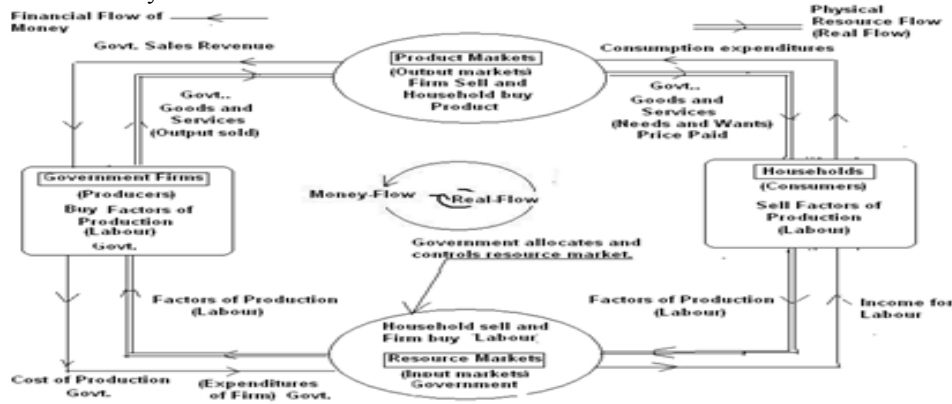 Financial Flow of
Money
Physical
Resource Flow
(Real Flow)
Govt. Sales Revenue
Consumption expenditures
Product Markets
(Output markets)
Firm Sell and
Household buy
Product
Govt..
Goods and
Services
(Output sold)
Govt..
Goods and
Services
(Needs and Wants)
Price Paid
Government Firms
(Producers)
Buy Factors of
Production
(Labour)
Govt.
Money-Flow
Real-Flow
Households
(Consumers)
Sell Factors of
Production
(Labour)
Government allocates and
controls resource market.
Factors of Production
(Labour)
Factors of Production
(Labour)
Income for
Labour
Household sell and
Firm buy Labour
Resource Markets
(Input markets)
Government
Cost of Production
Govt.
(Expenditures
of Firm) Govt.